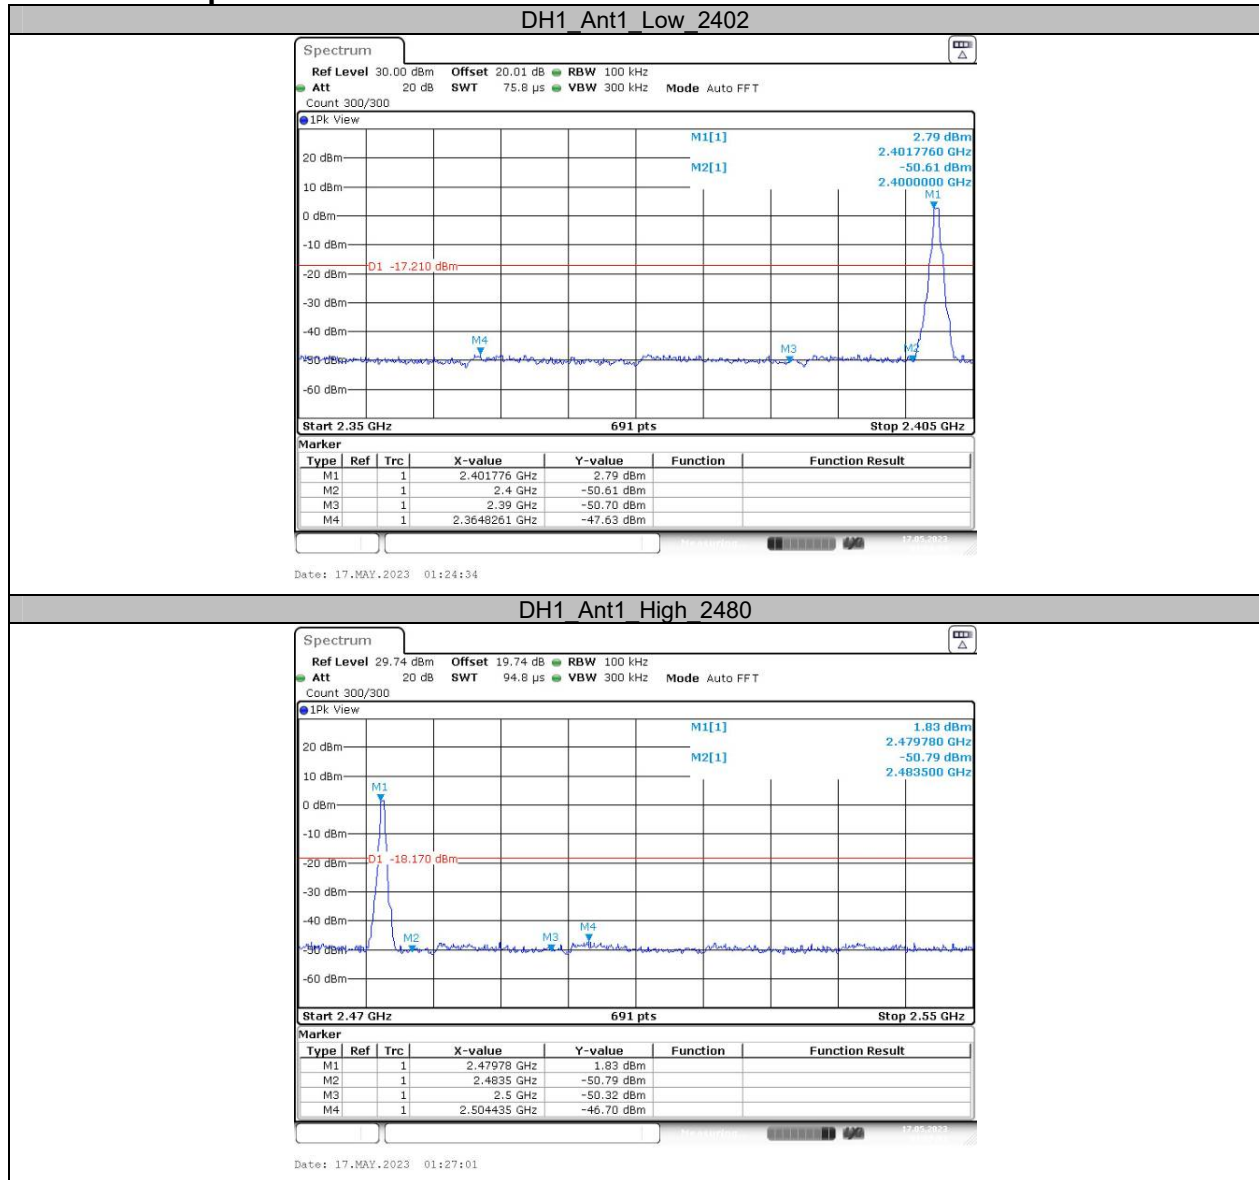 DH1_Ant1_Low_2402
Spectrum
Ref Level 30.00 dBm Offset 20.01 dB RBW 100 kHz
Att 20 dB SWT 75.8 µs VBW 300 kHz Mode Auto FFT
Count 300/300
1Pk View
M1[1] 2.79 dBm
2.4017760 GHz
M2[1] -50.61 dBm
2.4000000 GHz
20 dBm
10 dBm
M1
0 dBm
-10 dBm
D1 -17.210 dBm
-20 dBm
-30 dBm
-40 dBm
M4
M3
M2
-50 dBm
-60 dBm
Start 2.35 GHz 691 pts Stop 2.405 GHz
Marker
Type Ref Trc X-value Y-value Function Function Result
M1 1 2.401776 GHz 2.79 dBm
M2 1 2.4 GHz -50.61 dBm
M3 1 2.39 GHz -50.70 dBm
M4 1 2.3648261 GHz -47.63 dBm
17.05.2023
Date: 17.MAY.2023 01:24:34
DH1_Ant1_High_2480
Spectrum
Ref Level 29.74 dBm Offset 19.74 dB RBW 100 kHz
Att 20 dB SWT 94.8 µs VBW 300 kHz Mode Auto FFT
Count 300/300
1Pk View
M1[1] 1.83 dBm
2.479780 GHz
M2[1] -50.79 dBm
2.483500 GHz
20 dBm
10 dBm
M1
0 dBm
-10 dBm
D1 -18.170 dBm
-20 dBm
-30 dBm
-40 dBm
M2
M3
M4
-50 dBm
-60 dBm
Start 2.47 GHz 691 pts Stop 2.55 GHz
Marker
Type Ref Trc X-value Y-value Function Function Result
M1 1 2.47978 GHz 1.83 dBm
M2 1 2.4835 GHz -50.79 dBm
M3 1 2.5 GHz -50.32 dBm
M4 1 2.504435 GHz -46.70 dBm
17.05.2023
Date: 17.MAY.2023 01:27:01